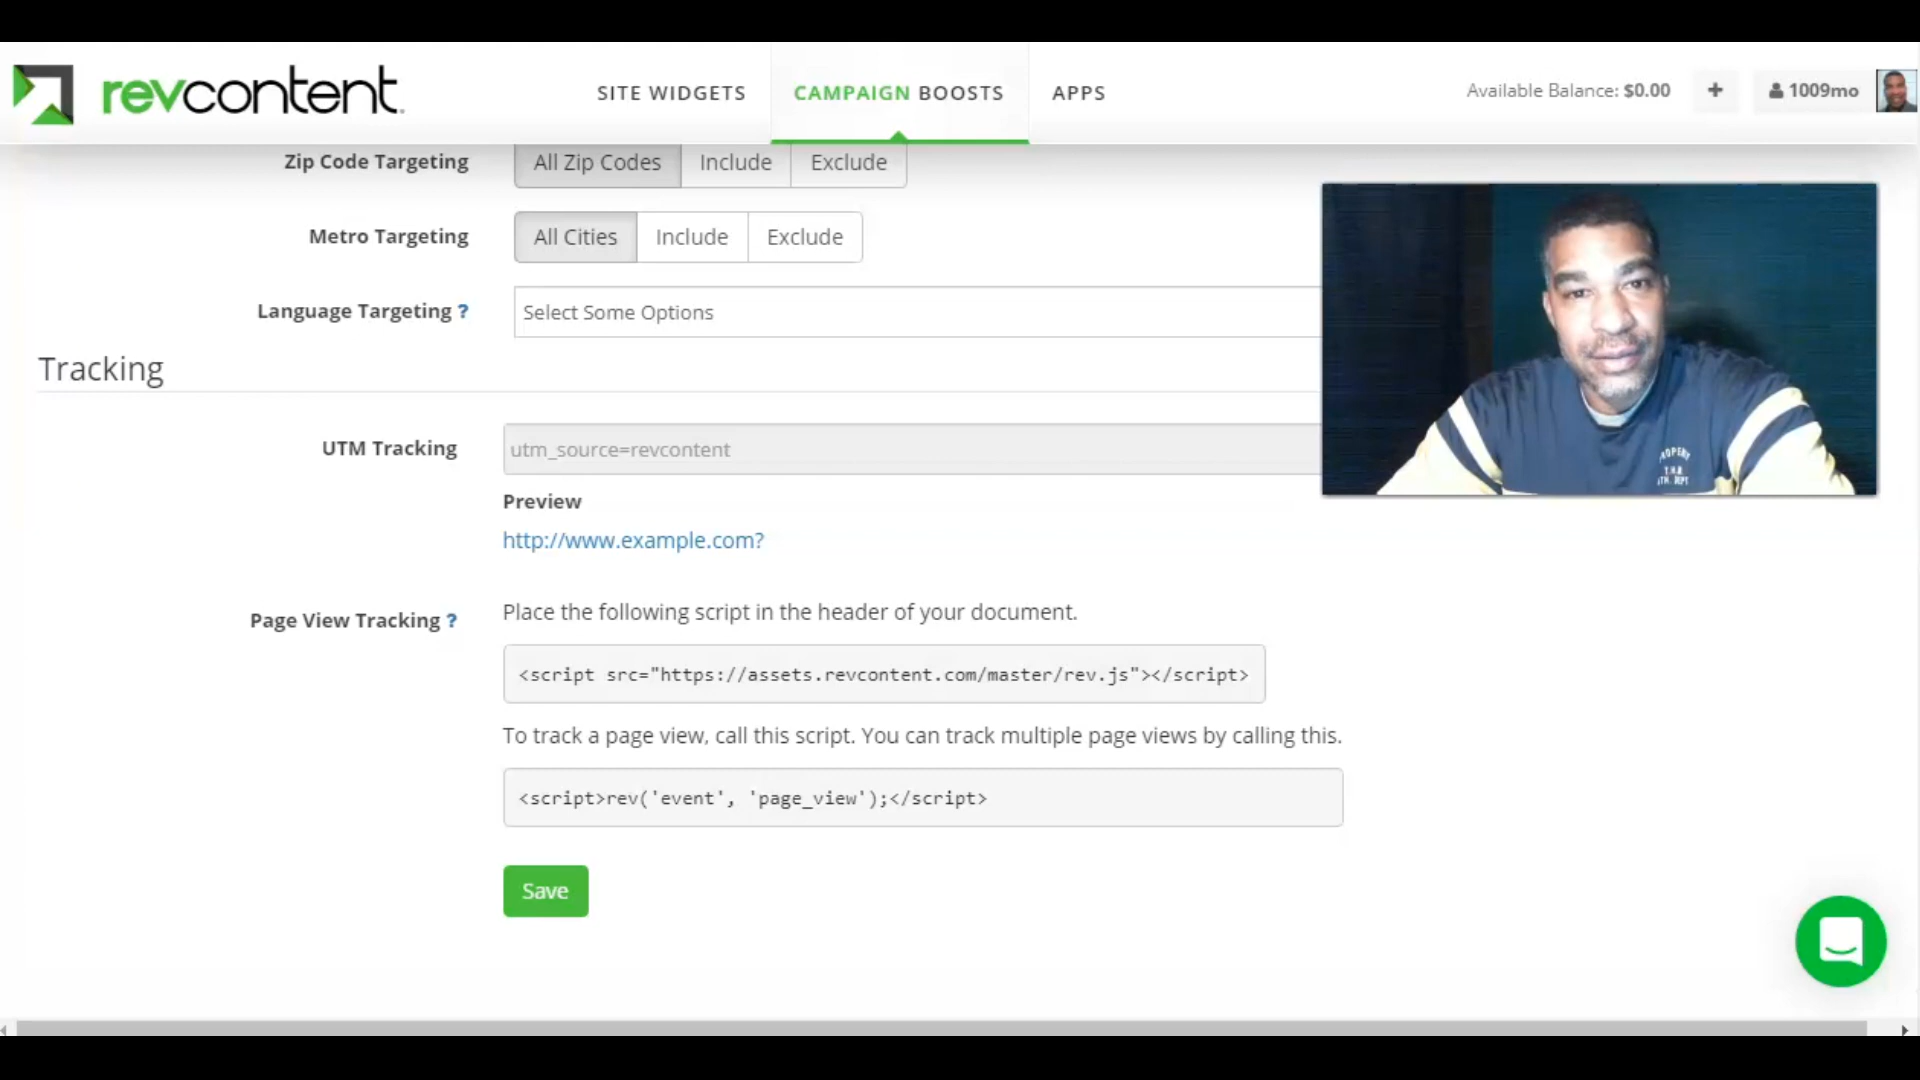 revcontent.
SITE WIDGETS
CAMPAIGN BOOSTS
APPS
Available Balance: $0.00
+
1009mo
Zip Code Targeting
All Zip Codes
Include
Exclude
Metro Targeting
All Cities
Include
Exclude
Language Targeting ?
Select Some Options
Tracking
UTM Tracking
utm_source=revcontent
Preview
http://www.example.com?
Page View Tracking ?
Place the following script in the header of your document.
<script src="https://assets.revcontent.com/master/rev.js"></script>
To track a page view, call this script. You can track multiple page views by calling this.
<script>rev('event', 'page_view');</script>
Save